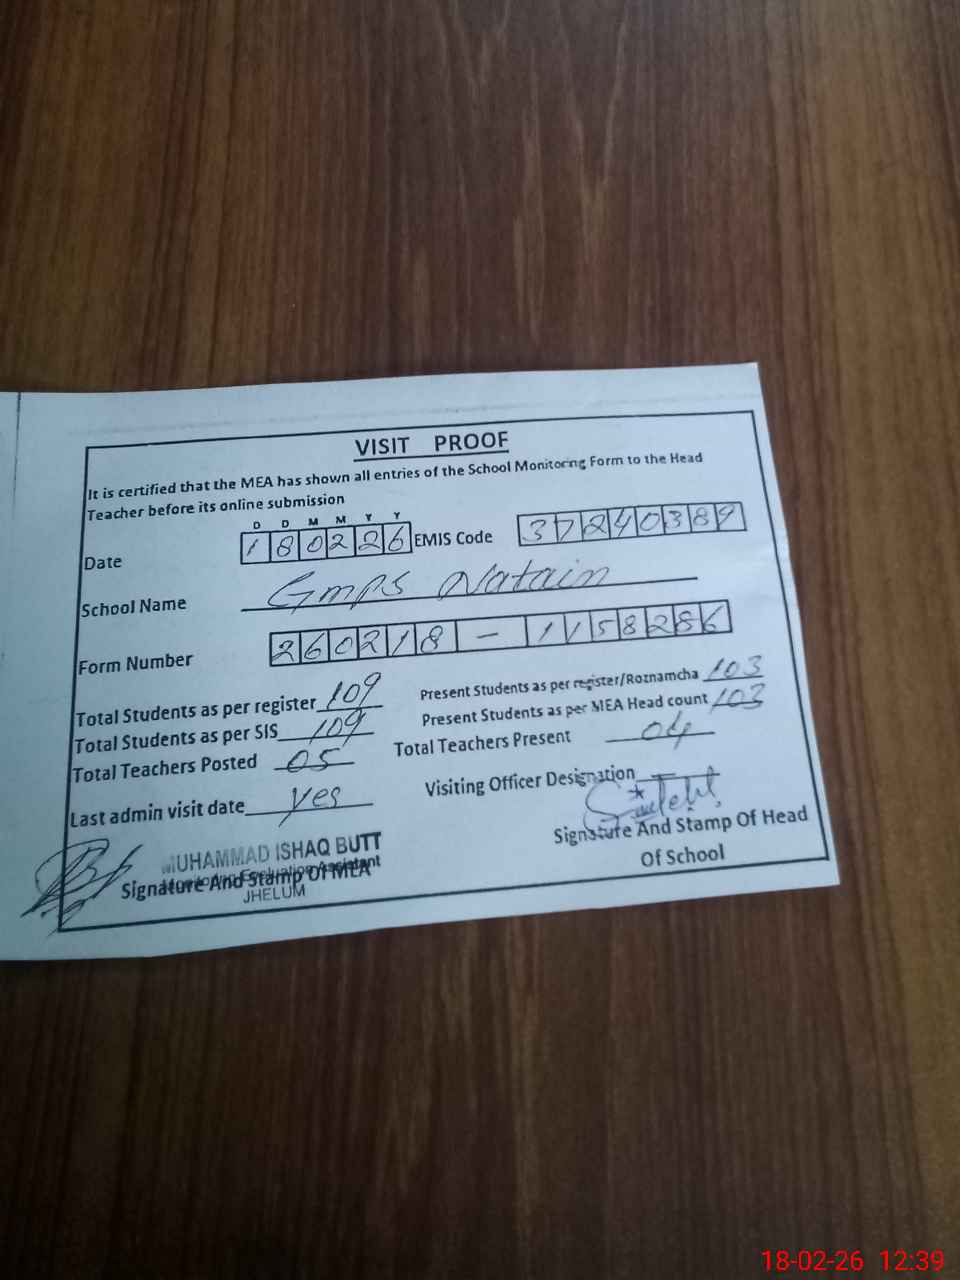 VISIT PROOF
It is certified that the MEA has shown all entries of the School Monitoring Form to the Head
Teacher before its online submission
D D M M Y Y
Date 180226 EMIS Code 37240389
School Name Gmps Natain
Form Number 260218 - 1158286
Total Students as per register 109 Present Students as per register/Roznamcha 103
Total Students as per SIS 109 Present Students as per MEA Head count 103
Total Teachers Posted 05 Total Teachers Present 04
Last admin visit date yes Visiting Officer Designation
MUHAMMAD ISHAQ BUTT
Monitoring Evaluation Assistant
Signature And Stamp Of MEA
JHELUM
Signature And Stamp Of Head
Of School
18-02-26 12:39